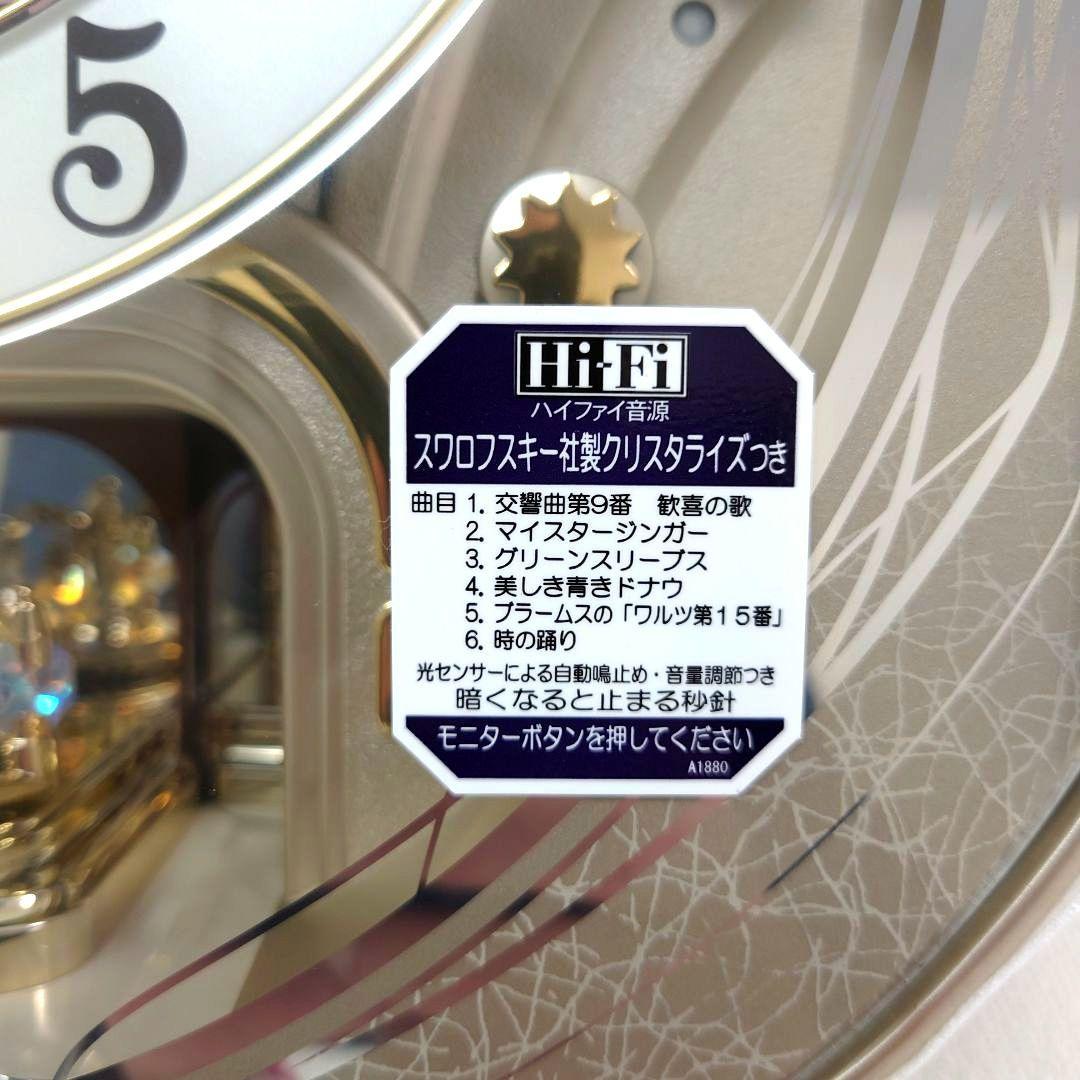 5
Hi-Fi
ハイファイ音源
スワロフスキー社製クリスタライズつき
曲目 1. 交響曲第9番 歓喜の歌
2. マイスタージンガー
3. グリーンスリーブス
4. 美しき青きドナウ
5. ブラームスの「ワルツ第15番」
6. 時の踊り
光センサーによる自動鳴止め・音量調節つき
暗くなると止まる秒針
モニターボタンを押してください
A1880